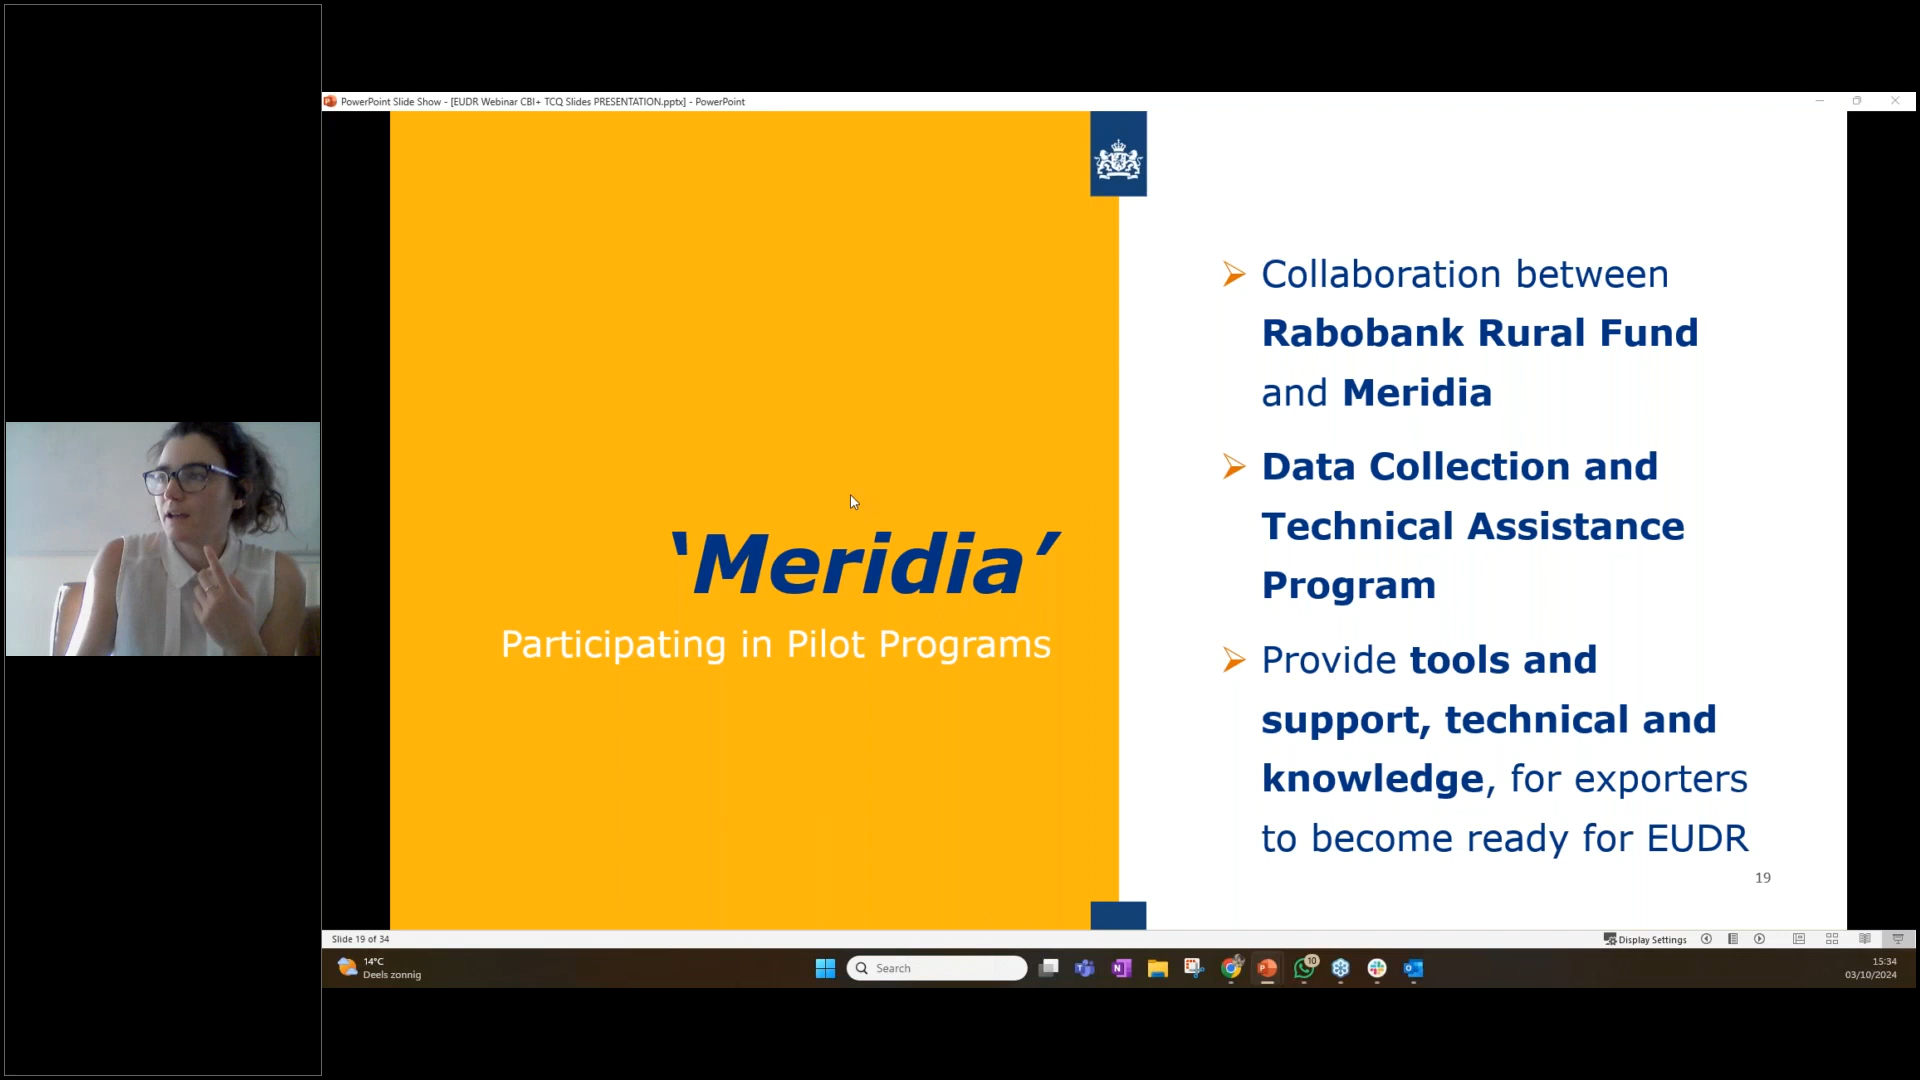 PowerPoint Slide Show - [EUDR Webinar CBI+ TCQ Slides PRESENTATION.pptx] - PowerPoint
‘Meridia’
Participating in Pilot Programs
Collaboration between
Rabobank Rural Fund
and Meridia
Data Collection and
Technical Assistance
Program
Provide tools and
support, technical and
knowledge, for exporters
to become ready for EUDR
19
Slide 19 of 34
Display Settings
14°C
Deels zonnig
Search
10
15:34
03/10/2024